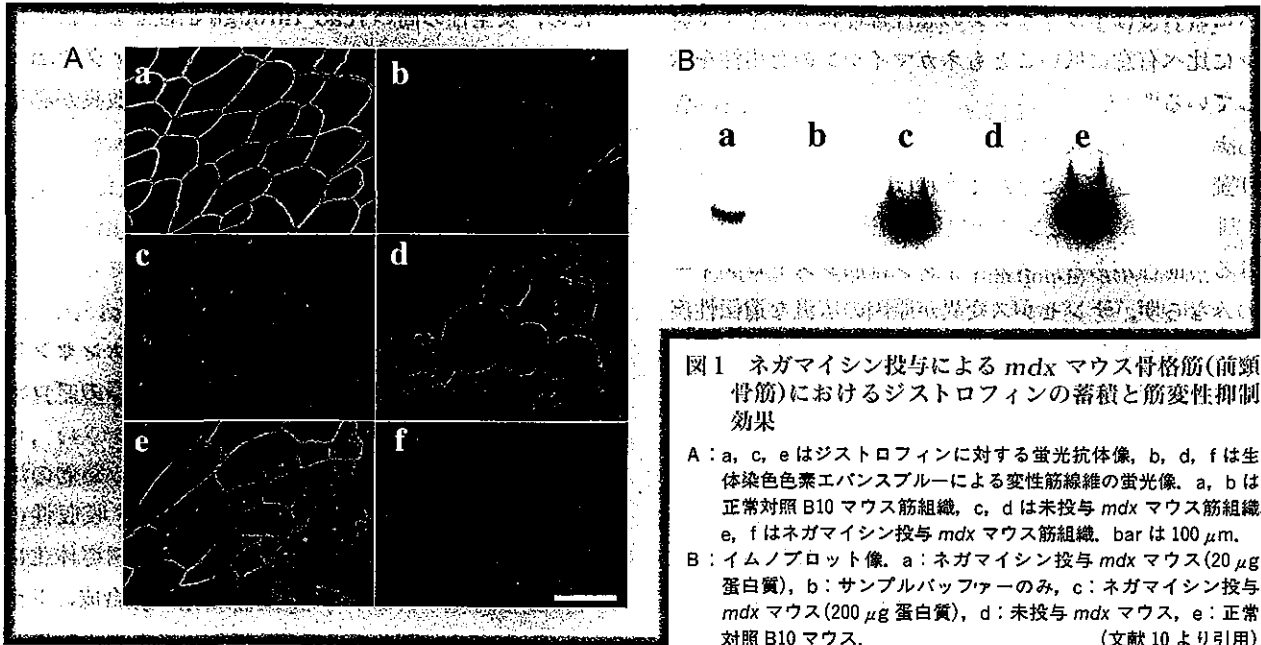 A
a
b
c
d
e
f
B
a
b
c
d
e
図1 ネガマイシン投与による mdx マウス骨格筋(前頸
骨筋)におけるジストロフィンの蓄積と筋変性抑制
効果
A：a, c, e はジストロフィンに対する蛍光抗体像, b, d, f は生
体染色色素エバンスブルーによる変性筋線維の蛍光像. a, b は
正常対照 B10 マウス筋組織, c, d は未投与 mdx マウス筋組織
e, f はネガマイシン投与 mdx マウス筋組織. bar は 100 μm.
B：イムノブロット像. a：ネガマイシン投与 mdx マウス(20 μg
蛋白質), b：サンプルバッファーのみ, c：ネガマイシン投与
mdx マウス(200 μg 蛋白質), d：未投与 mdx マウス, e：正常
対照 B10 マウス.
(文献 10 より引用)